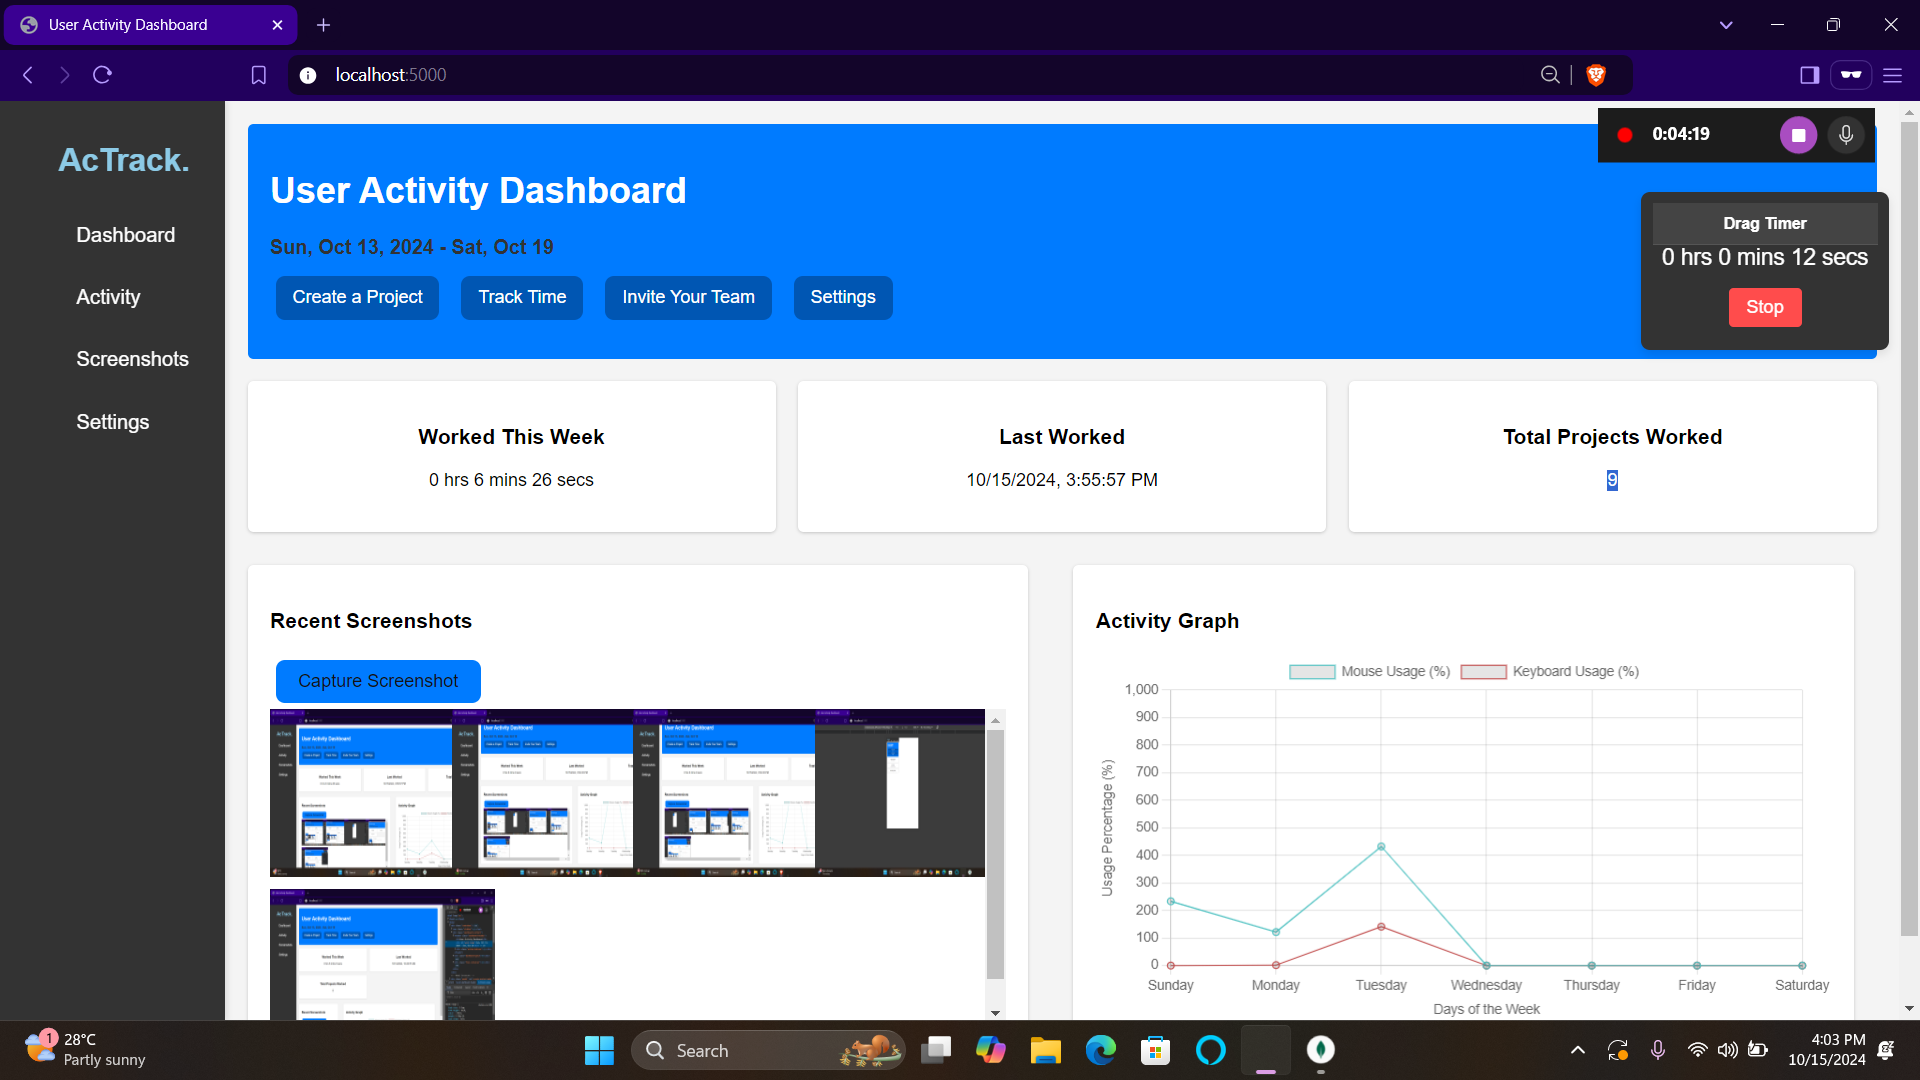 User Activity Dashboard
localhost:5000
0:04:19
AcTrack.
Dashboard
Activity
Screenshots
Settings
User Activity Dashboard
Sun, Oct 13, 2024 - Sat, Oct 19
Create a Project Track Time Invite Your Team Settings
Drag Timer
0 hrs 0 mins 12 secs
Stop
Worked This Week
0 hrs 6 mins 26 secs
Last Worked
10/15/2024, 3:55:57 PM
Total Projects Worked
9
Recent Screenshots
Capture Screenshot
Activity Graph
Mouse Usage (%) Keyboard Usage (%)
Usage Percentage (%)
1,000
900
800
700
600
500
400
300
200
100
0
Sunday Monday Tuesday Wednesday Thursday Friday Saturday
Days of the Week
1
28°C
Partly sunny
Search
4:03 PM
10/15/2024